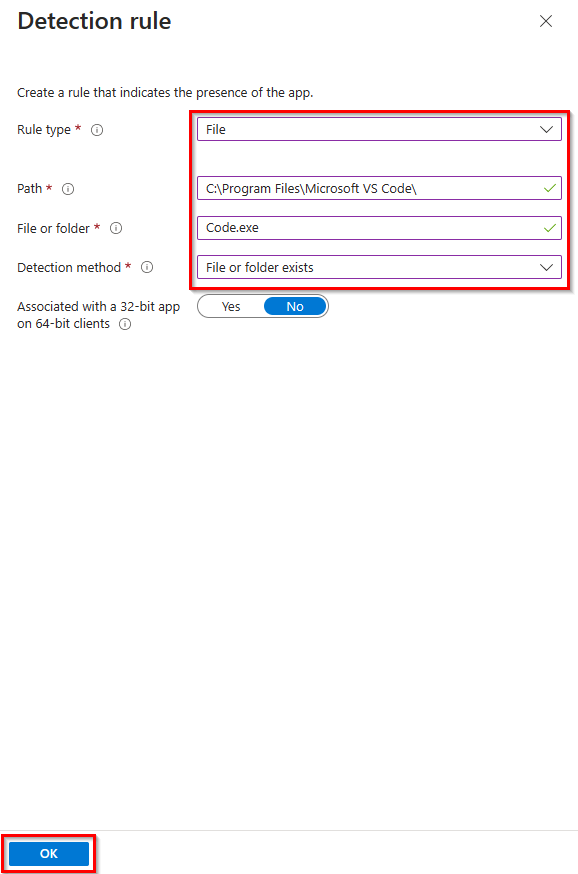 Detection rule
Create a rule that indicates the presence of the app.
Rule type *
File
Path *
C:\Program Files\Microsoft VS Code\
File or folder *
Code.exe
Detection method *
File or folder exists
Associated with a 32-bit app
on 64-bit clients
Yes No
OK